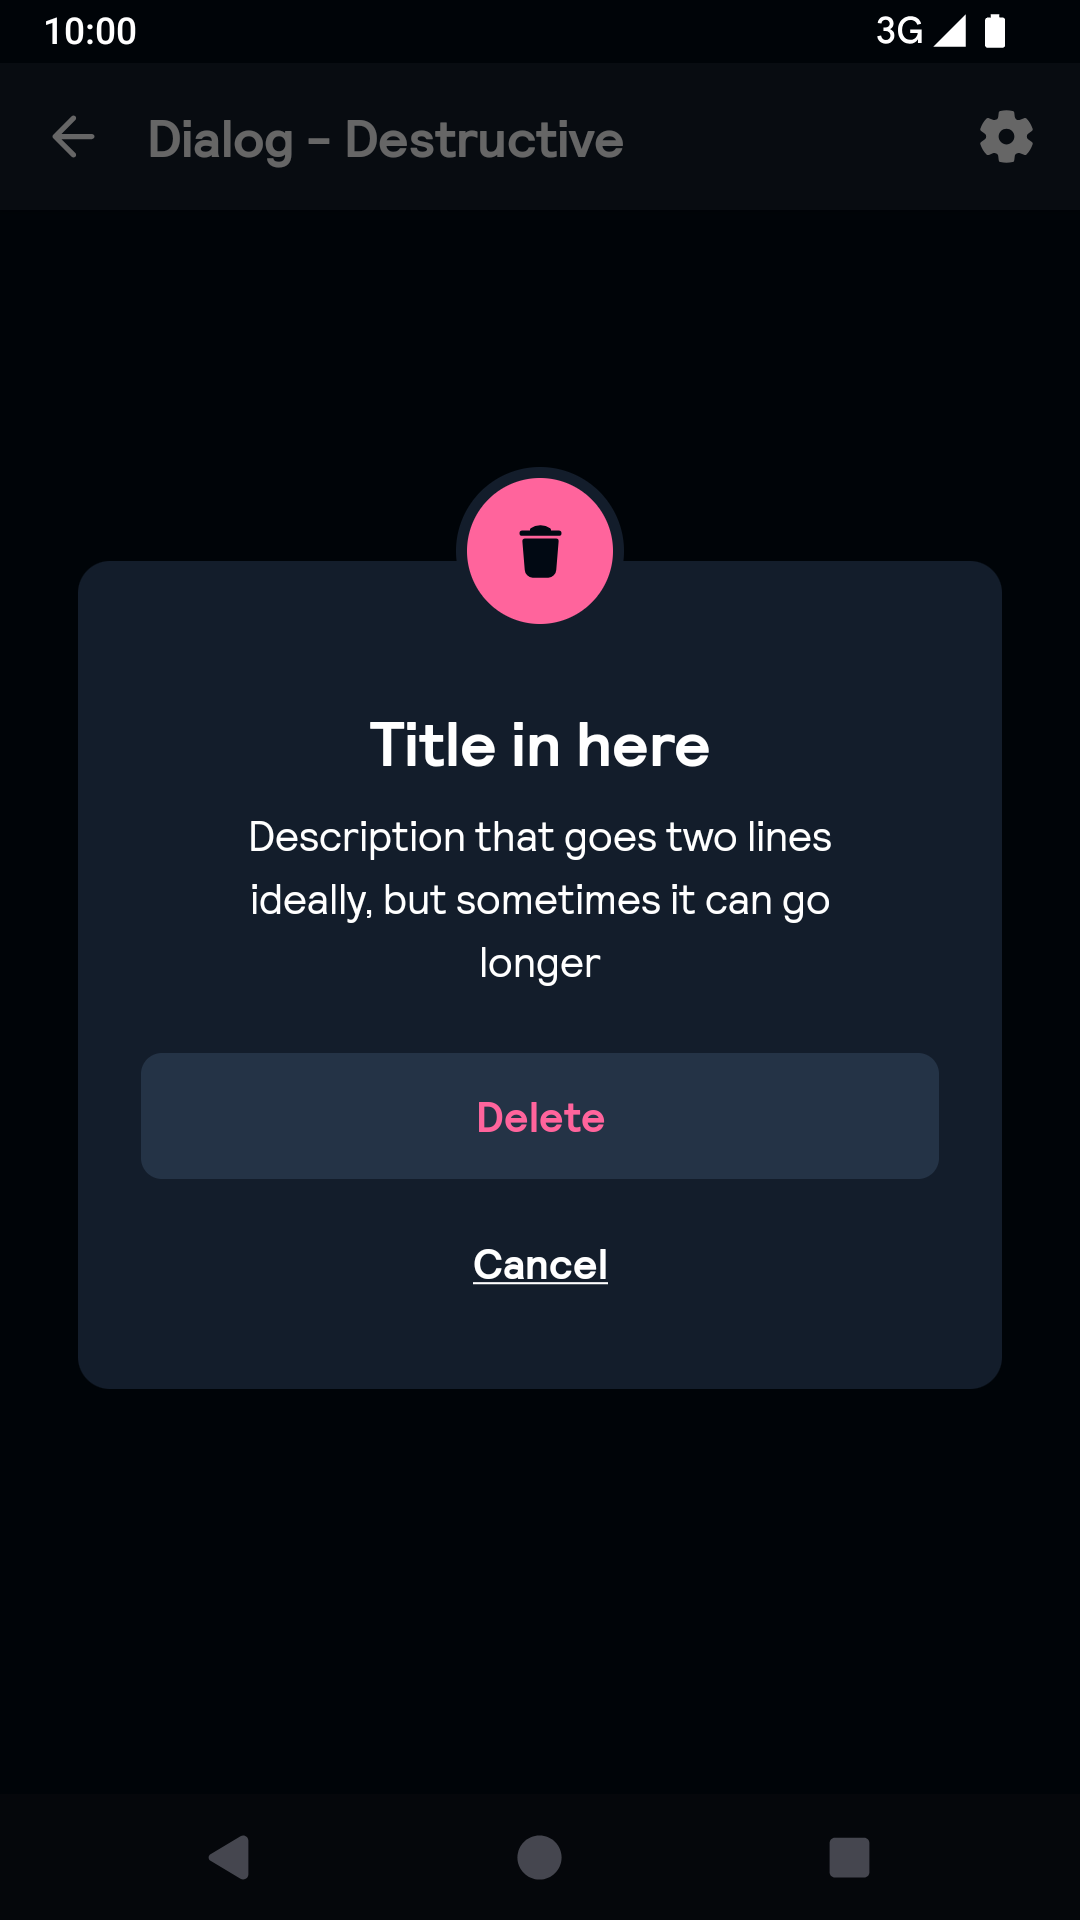 10:00
3G
Dialog - Destructive
Title in here
Description that goes two lines
ideally, but sometimes it can go
longer
Delete
Cancel